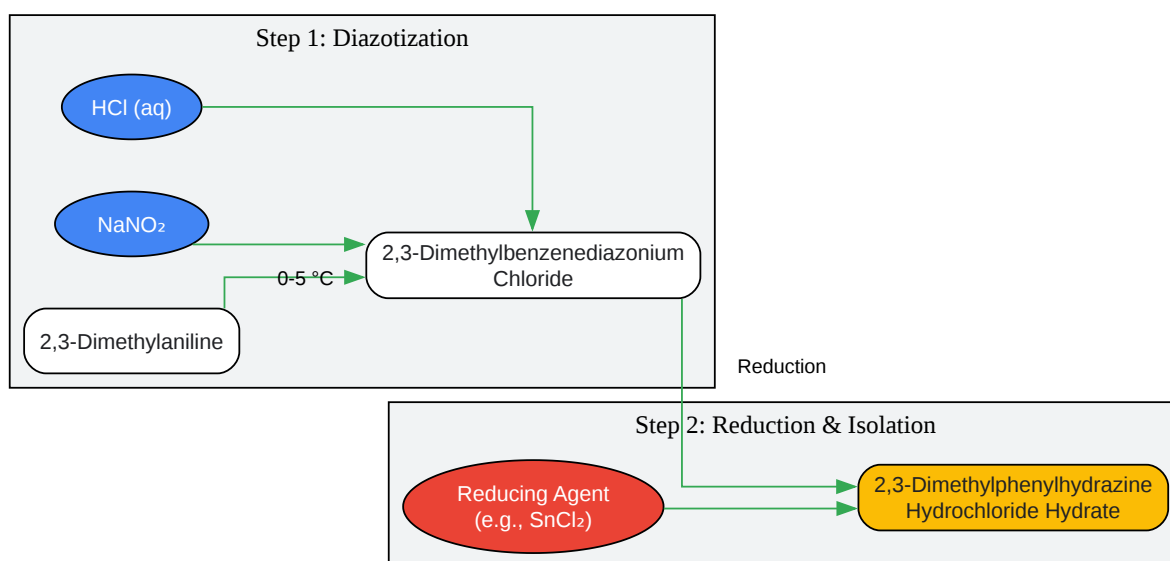 Step 1: Diazotization
HCl (aq)
NaNO₂
2,3-Dimethylbenzenediazonium
Chloride
0-5 °C
2,3-Dimethylaniline
Reduction
Step 2: Reduction & Isolation
Reducing Agent
(e.g., SnCl₂)
2,3-Dimethylphenylhydrazine
Hydrochloride Hydrate